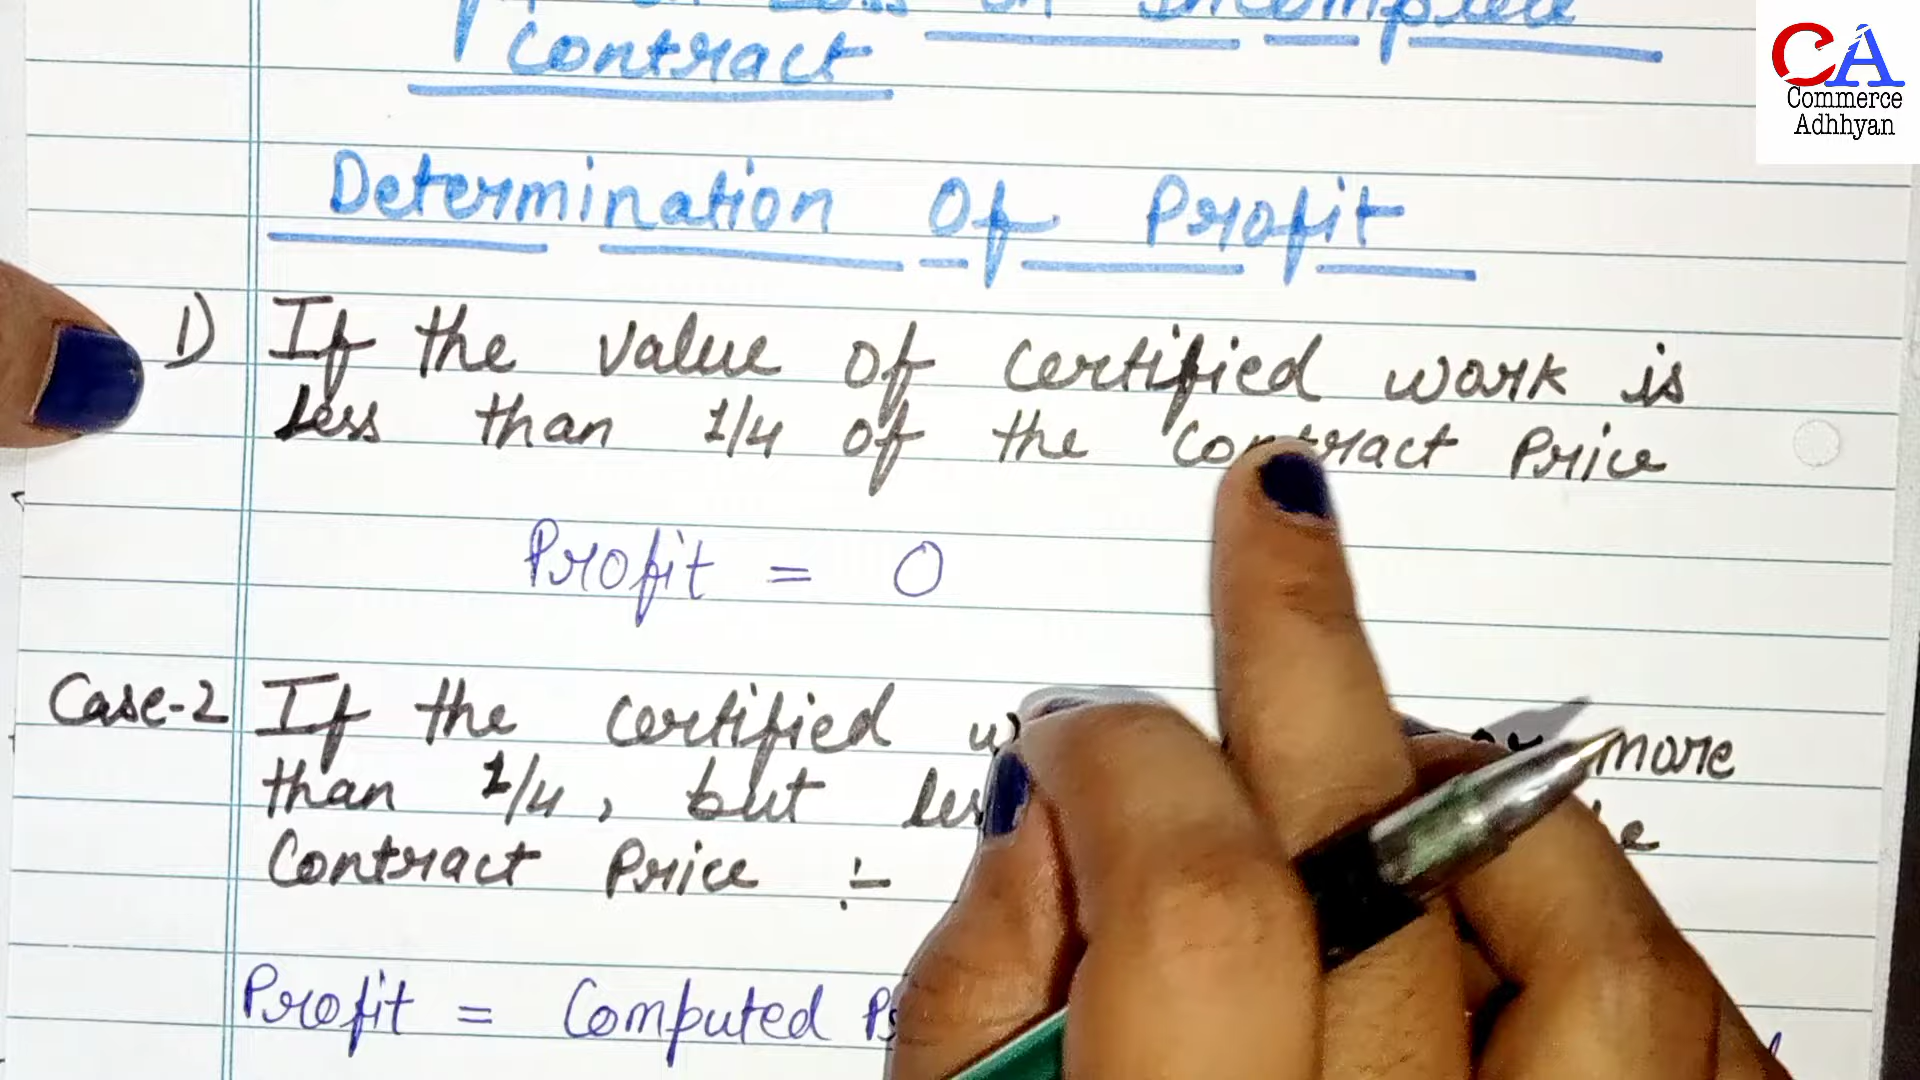 Contract
CA
Commerce
Adhhyan
Determination Of Profit
1) If the value of certified work is
Less than 1/4 of the Contract Price
Profit = 0
Case-2 If the certified more
than 1/4, but
Contract Price :-
Profit = Computed